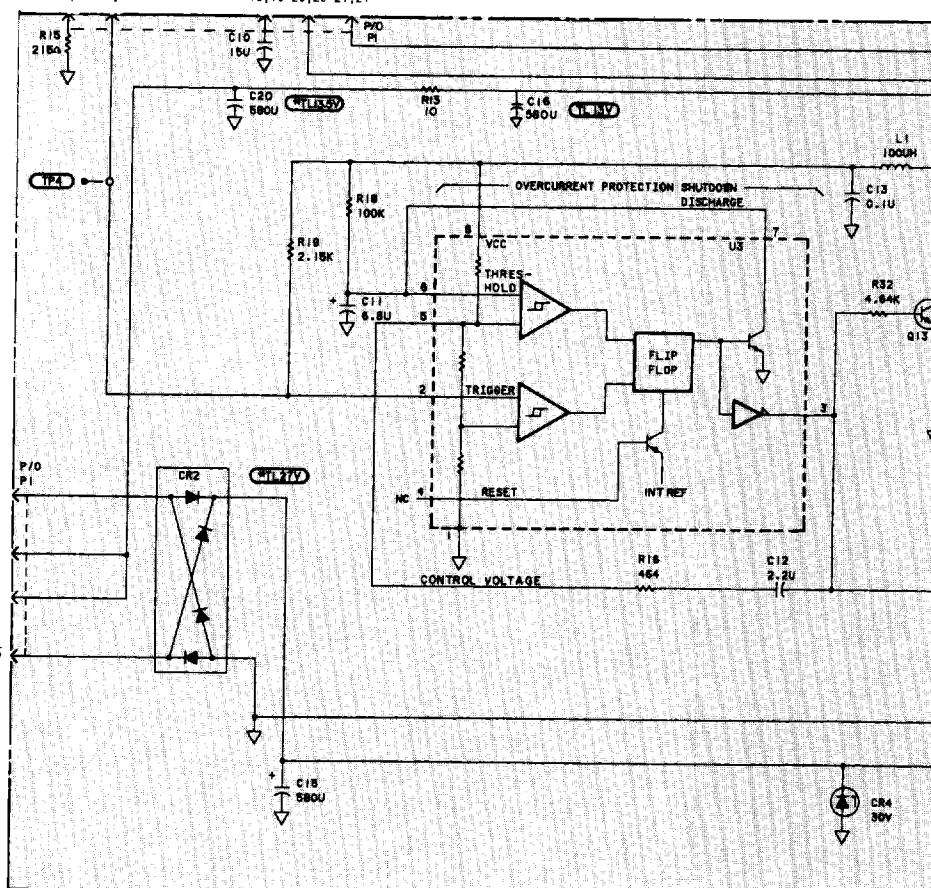 P/O
P1
R15
215Ω
C10
15U
C20
580U
R13
10
C16
580U
TL13V
L1
100UH
TP4
OVERCURRENT PROTECTION SHUTDOWN
DISCHARGE
C13
0.1U
R18
100K
R19
2.15K
8
VCC
U3
7
THRES-
HOLD
6
C11
6.8U
5
R32
4.64K
Q13
FLIP
FLOP
2
TRIGGER
3
P/O
P1
CR2
*TL27V
NC
4
RESET
INT REF
1
R16
464
C12
2.2U
CONTROL VOLTAGE
C15
580U
CR4
30V